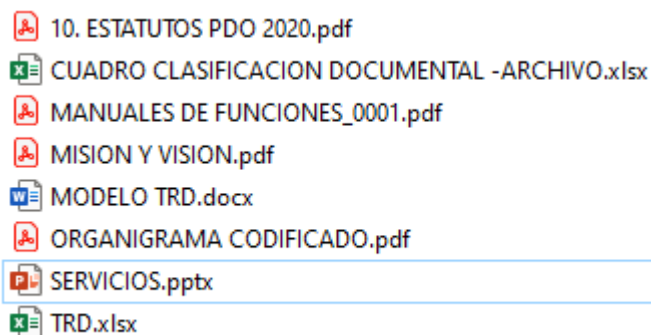 10. ESTATUTOS PDO 2020.pdf
CUADRO CLASIFICACION DOCUMENTAL -ARCHIVO.xlsx
MANUALES DE FUNCIONES_0001.pdf
MISION Y VISION.pdf
MODELO TRD.docx
ORGANIGRAMA CODIFICADO.pdf
SERVICIOS.pptx
TRD.xlsx